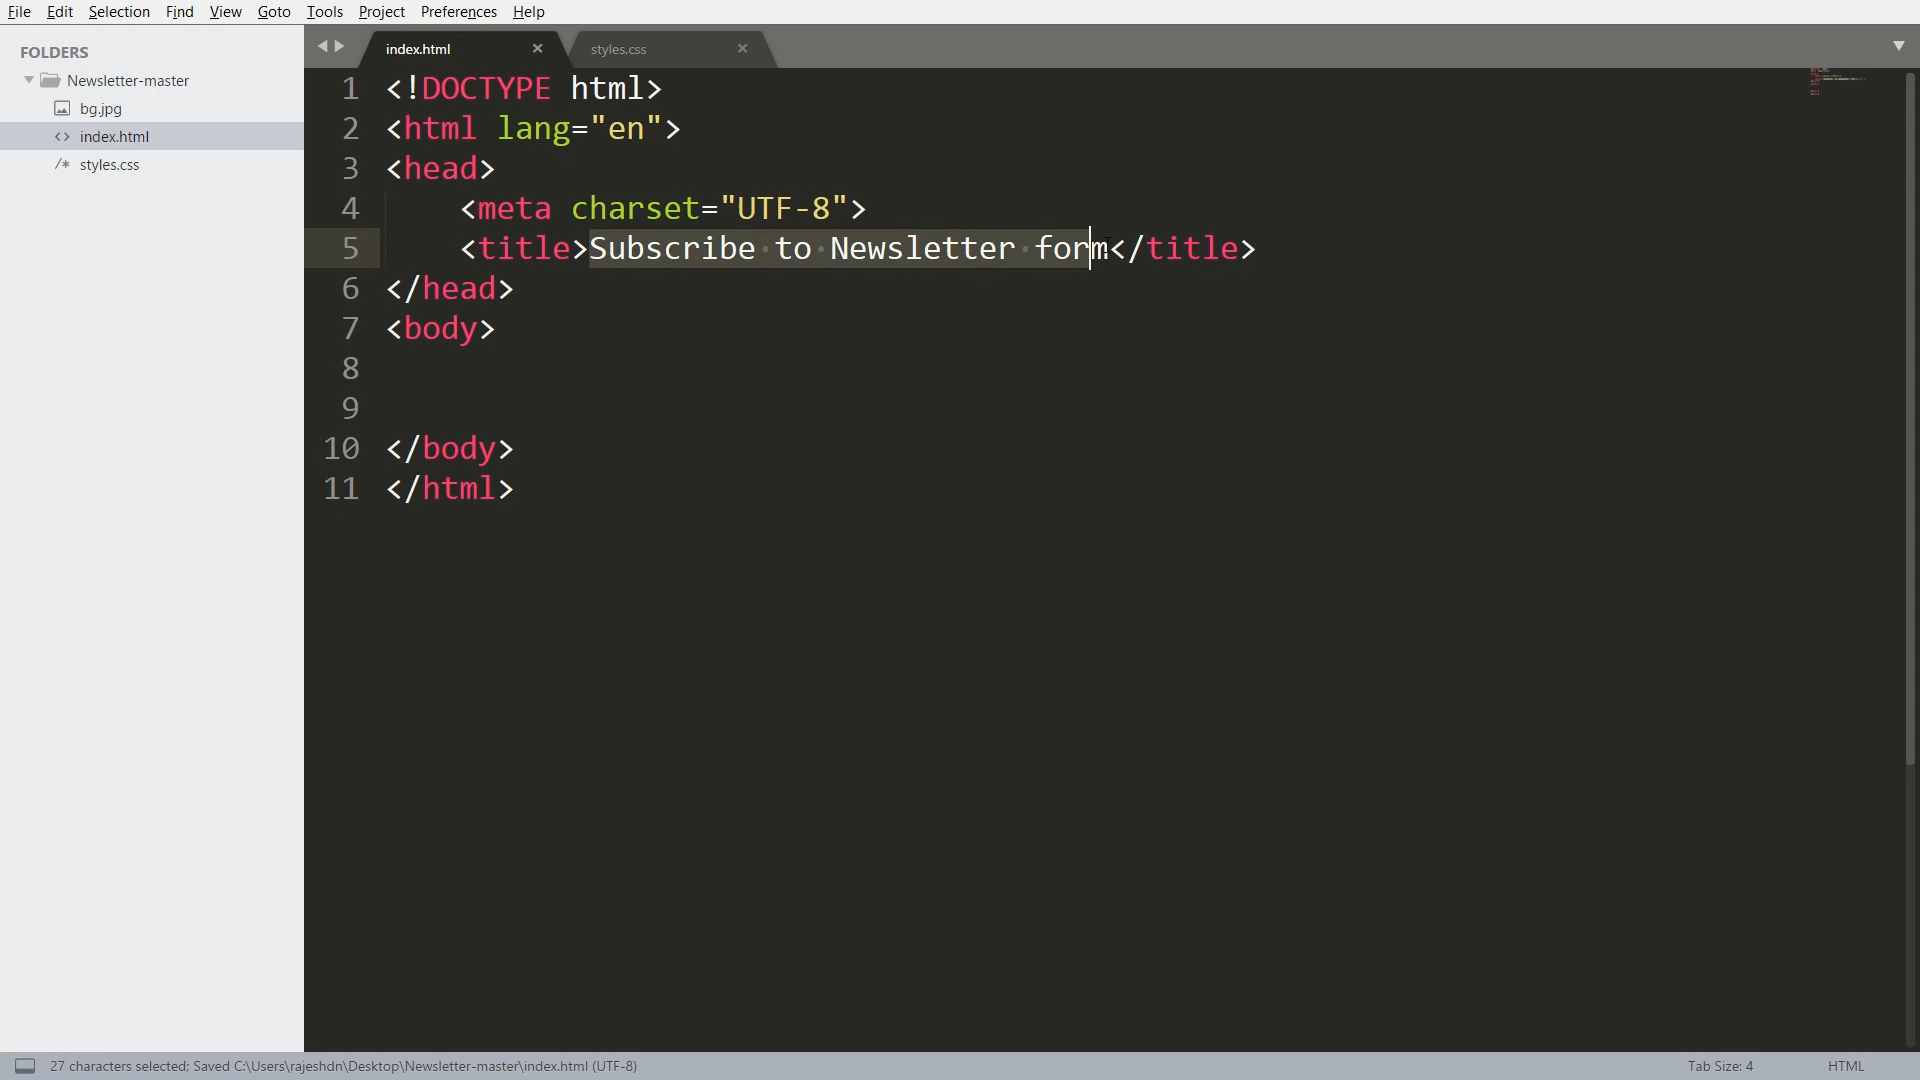 File Edit Selection Find View Goto Tools Project Preferences Help
FOLDERS
Newsletter-master
bg.jpg
<> index.html
/* styles.css
index.html × styles.css ×
1 <!DOCTYPE html>
2 <html lang="en">
3 <head>
4 <meta charset="UTF-8">
5 <title>Subscribe to Newsletter form</title>
6 </head>
7 <body>
8
9
10 </body>
11 </html>
27 characters selected; Saved C:\Users\rajeshdn\Desktop\Newsletter-master\index.html (UTF-8) Tab Size: 4 HTML